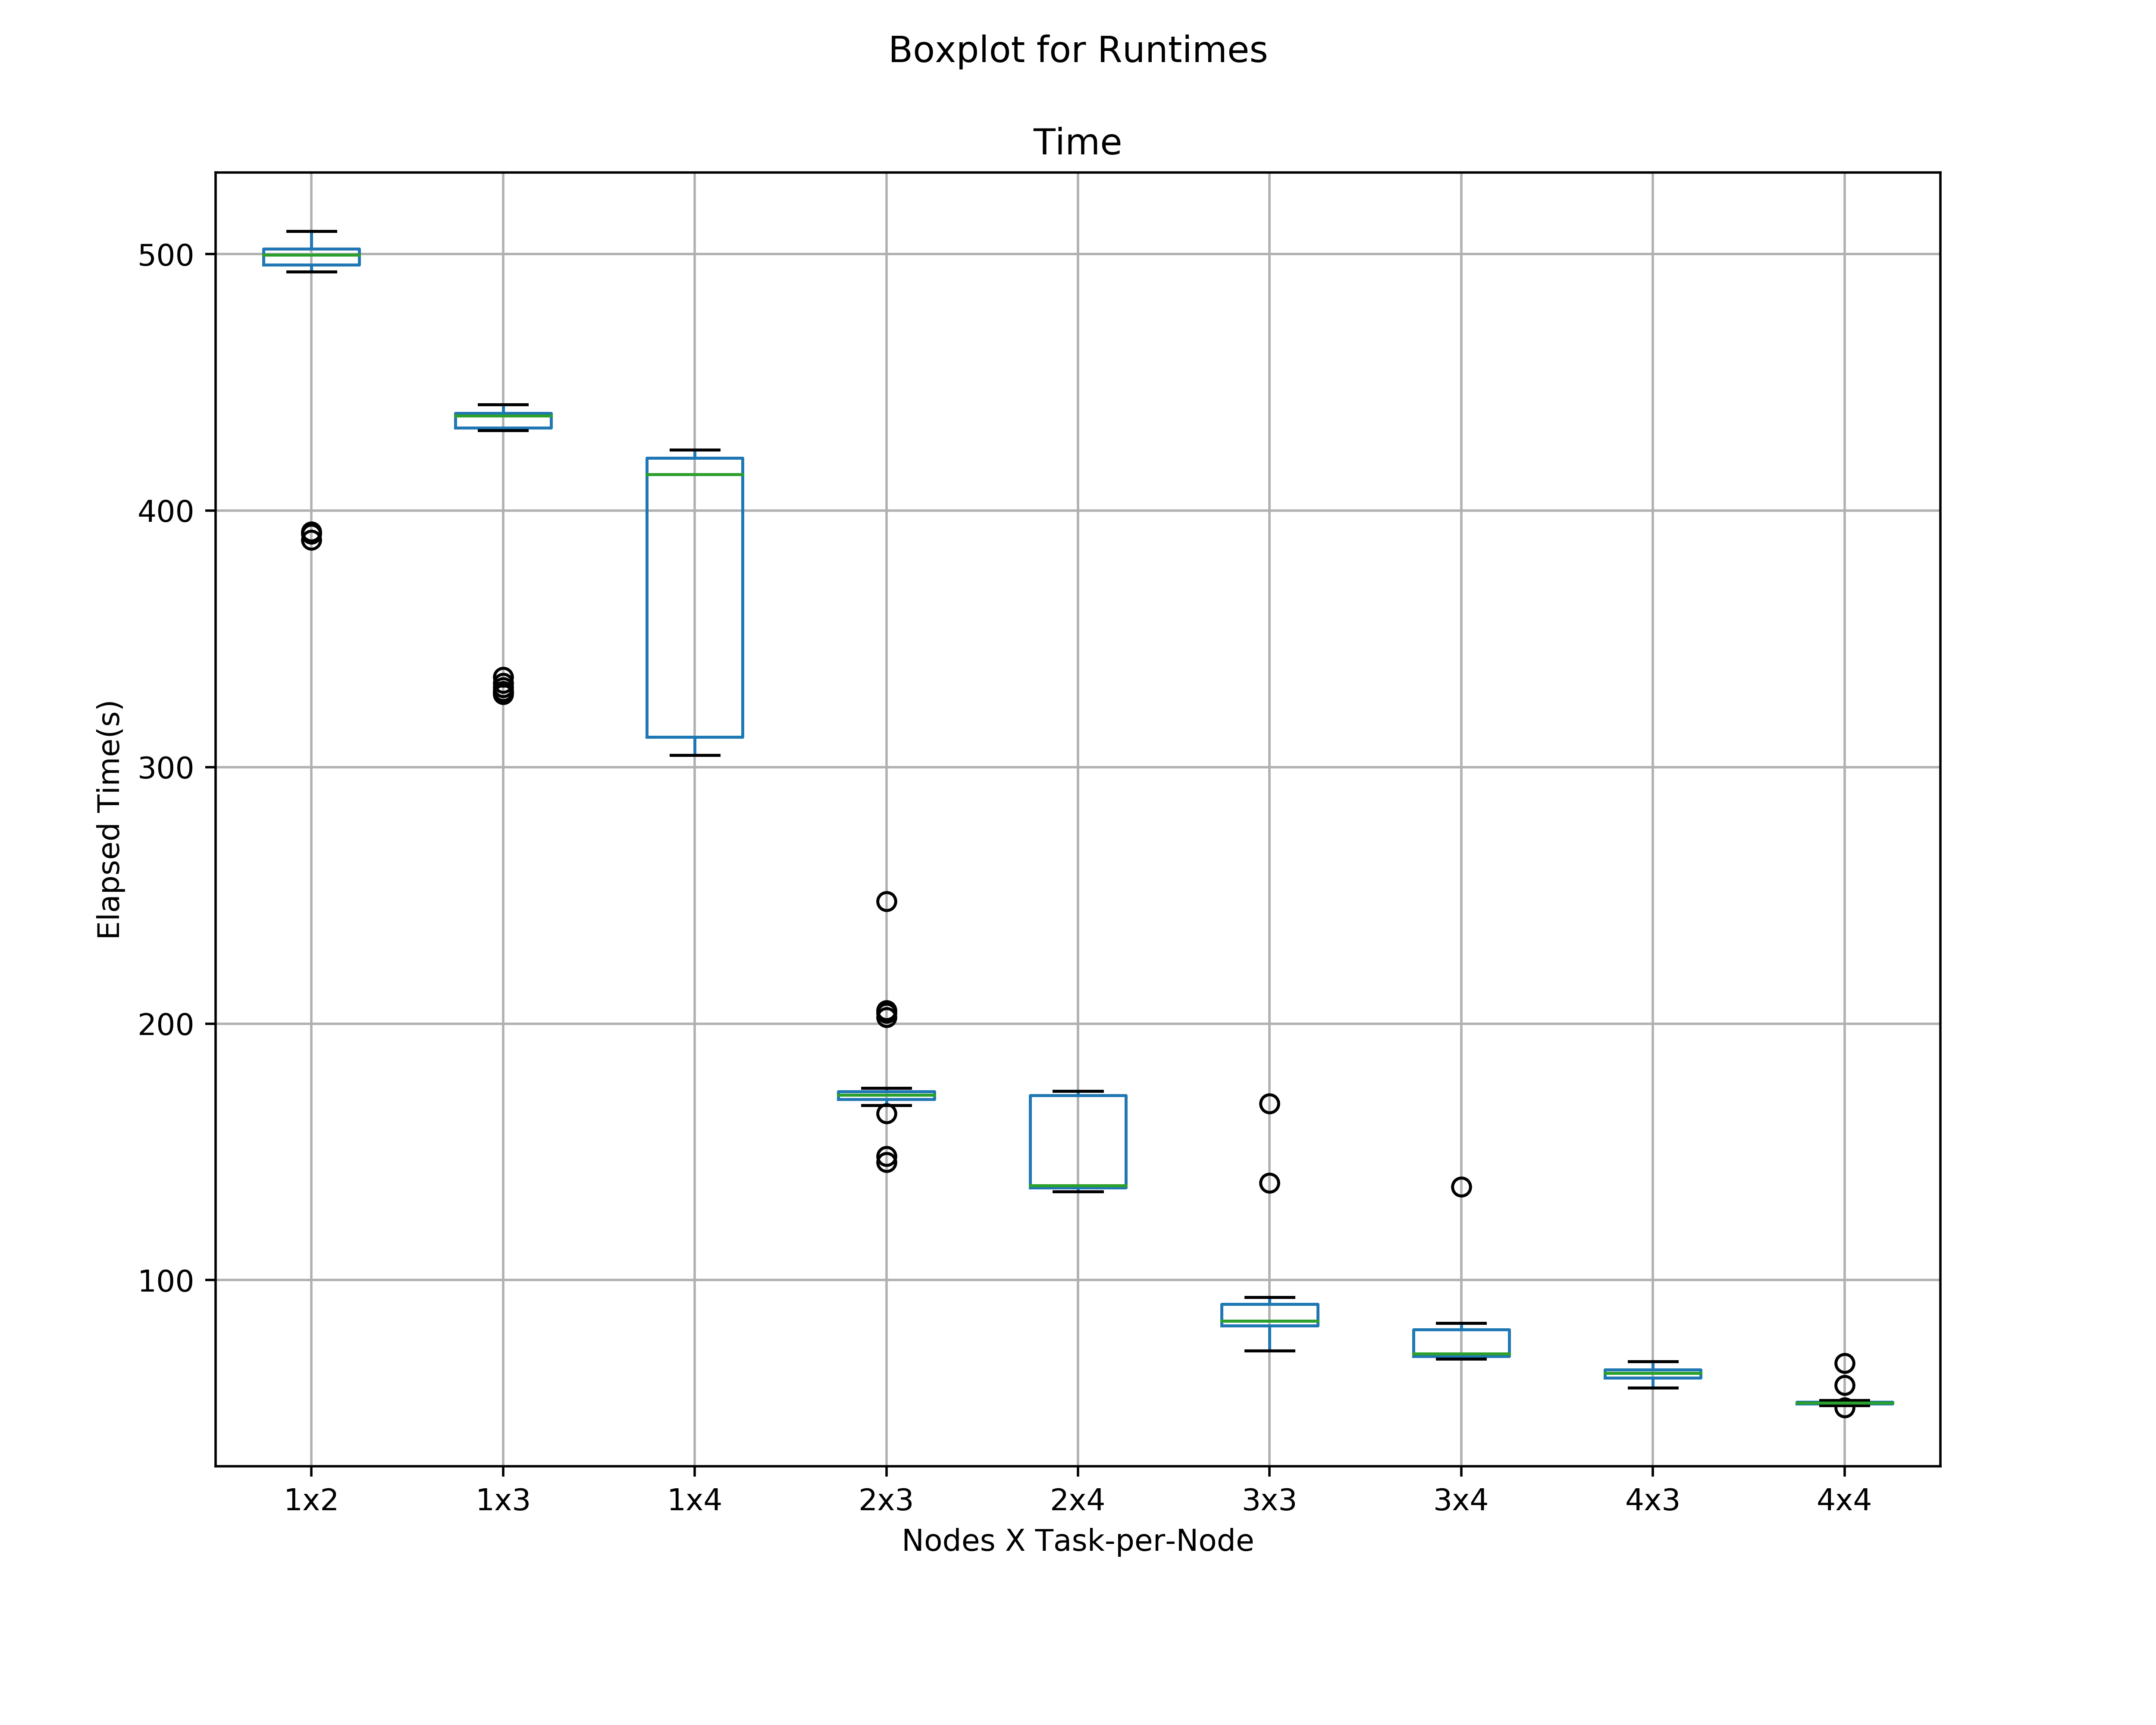 Boxplot for Runtimes
Time
Elapsed Time(s)
500
400
300
200
100
1x2 1x3 1x4 2x3 2x4 3x3 3x4 4x3 4x4
Nodes X Task-per-Node